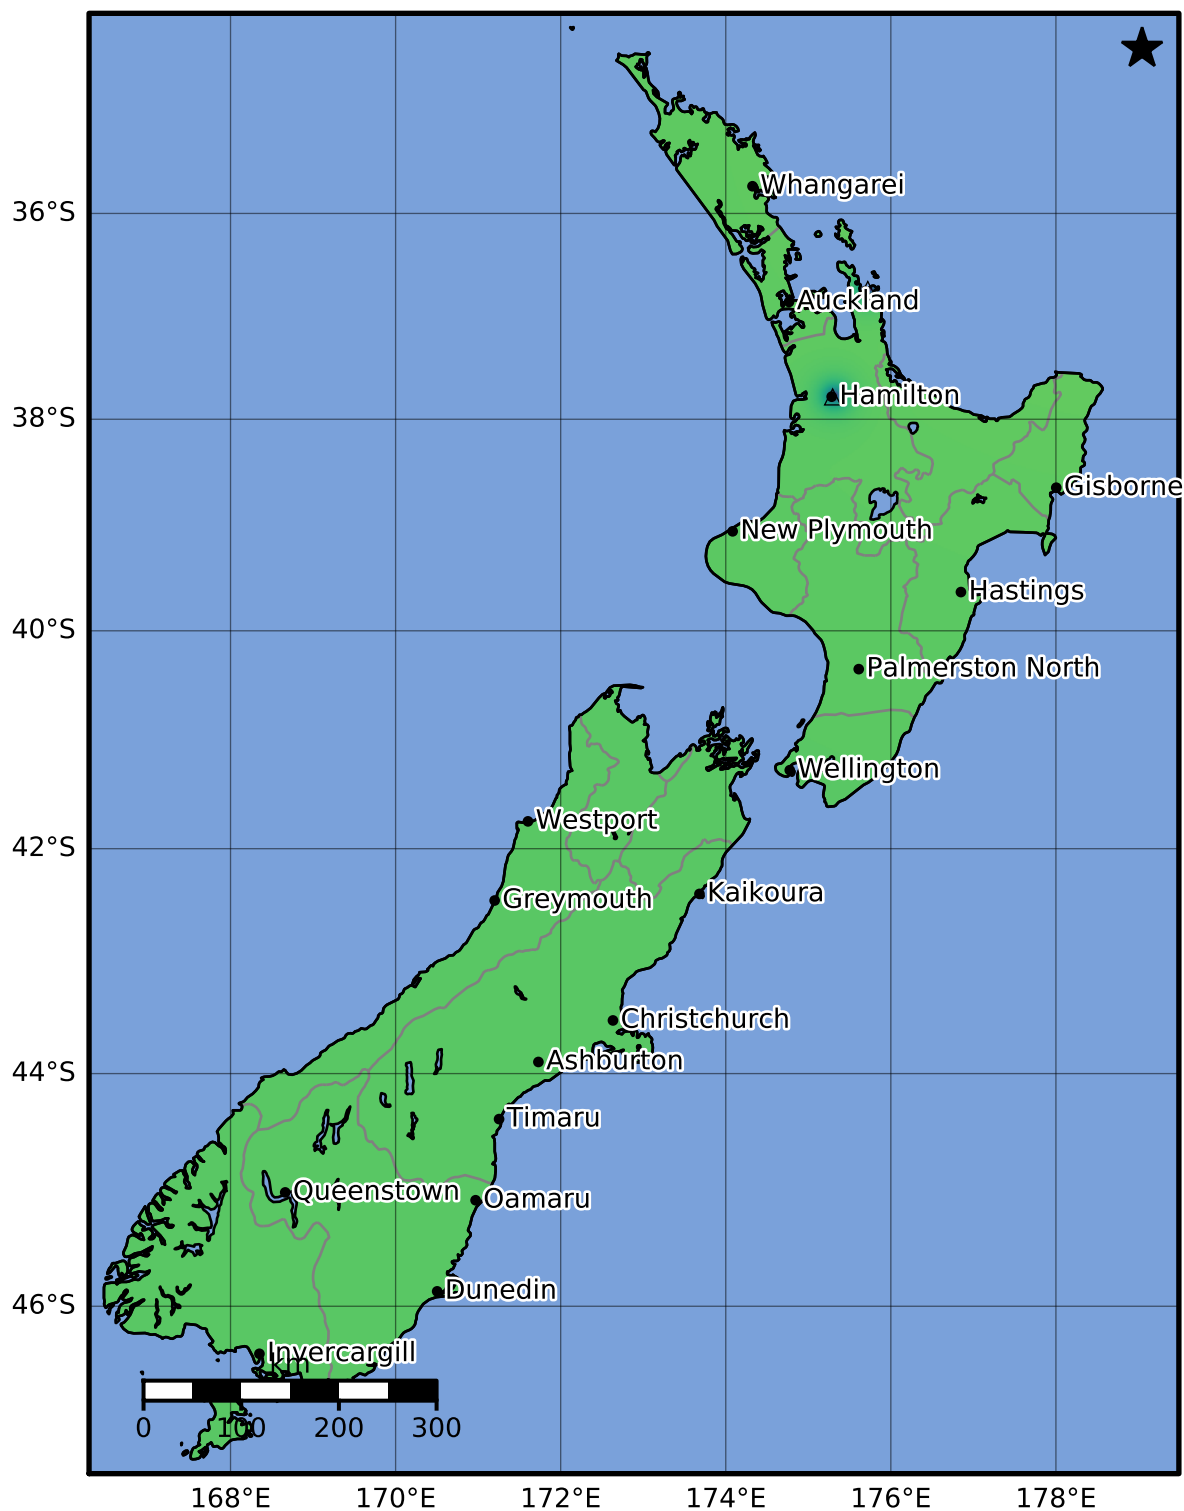 Whangarei
36°S
Auckland
Hamilton
38°S
Gisborne
New Plymouth
Hastings
40°S
Palmerston North
Wellington
Westport
42°S
Kaikoura
Greymouth
Christchurch
Ashburton
44°S
Timaru
Queenstown
Oamaru
Dunedin
46°S
Invercargill
km
0 100 200 300
168°E 170°E 172°E 174°E 176°E 178°E